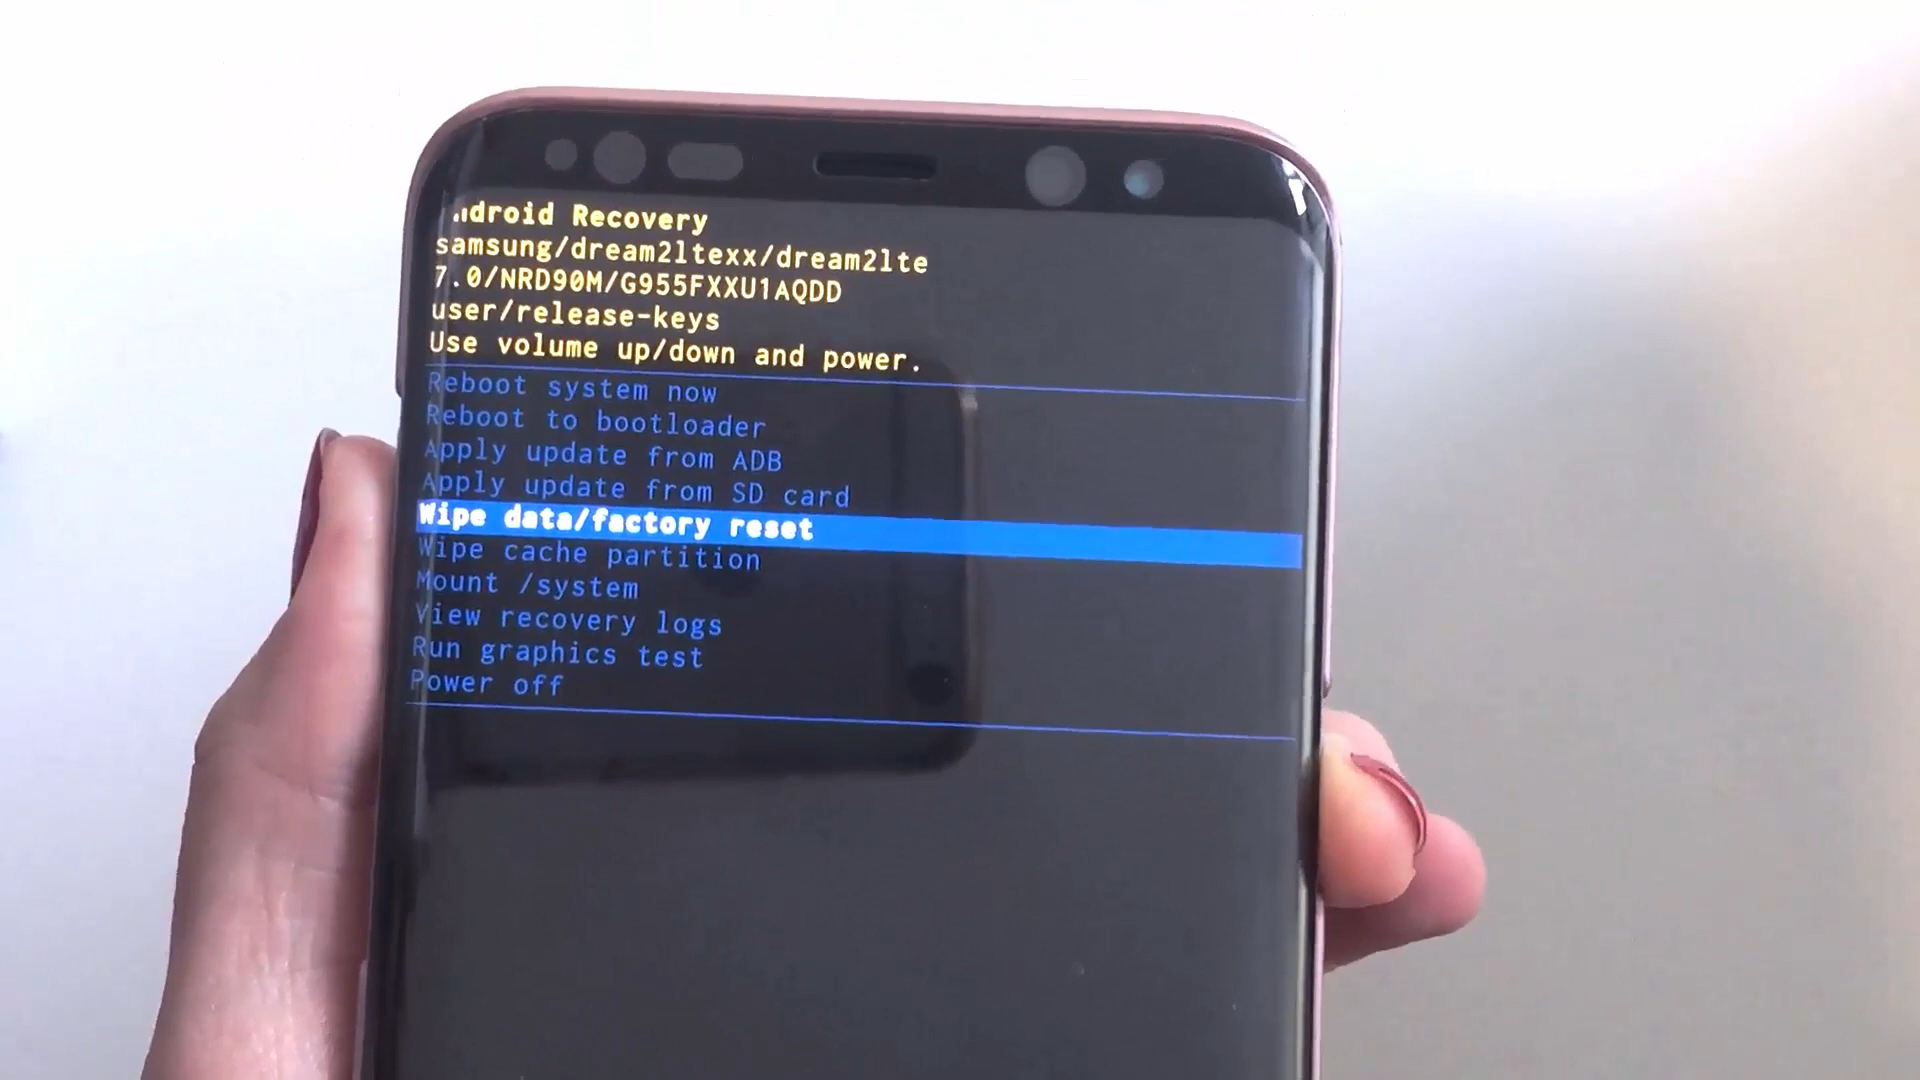 ndroid Recovery
samsung/dream2ltexx/dream2lte
7.0/NRD90M/G955FXXU1AQDD
user/release-keys
Use volume up/down and power.
Reboot system now
Reboot to bootloader
Apply update from ADB
Apply update from SD card
Wipe data/factory reset
Wipe cache partition
Mount /system
View recovery logs
Run graphics test
Power off